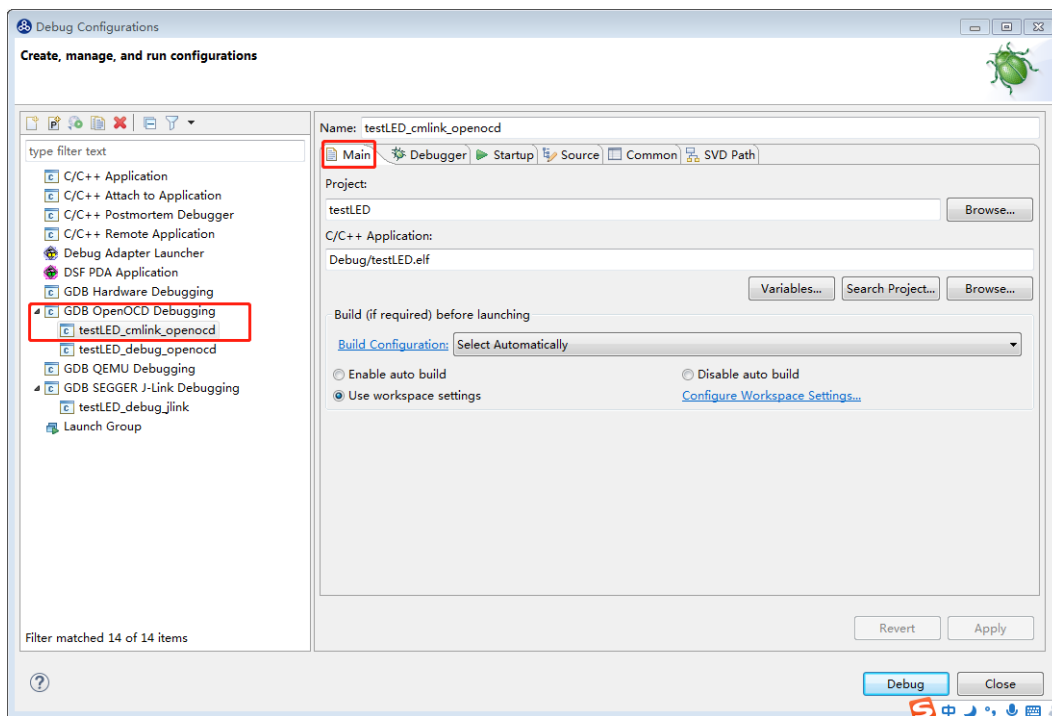 Debug Configurations
Create, manage, and run configurations
type filter text
C/C++ Application
C/C++ Attach to Application
C/C++ Postmortem Debugger
C/C++ Remote Application
Debug Adapter Launcher
DSF PDA Application
GDB Hardware Debugging
GDB OpenOCD Debugging
testLED_cmlink_openocd
testLED_debug_openocd
GDB QEMU Debugging
GDB SEGGER J-Link Debugging
testLED_debug_jlink
Launch Group
Filter matched 14 of 14 items
Name: testLED_cmlink_openocd
Main Debugger Startup Source Common SVD Path
Project:
testLED Browse...
C/C++ Application:
Debug/testLED.elf
Variables... Search Project... Browse...
Build (if required) before launching
Build Configuration: Select Automatically
Enable auto build Disable auto build
Use workspace settings Configure Workspace Settings...
Revert Apply
? Debug Close
S 中